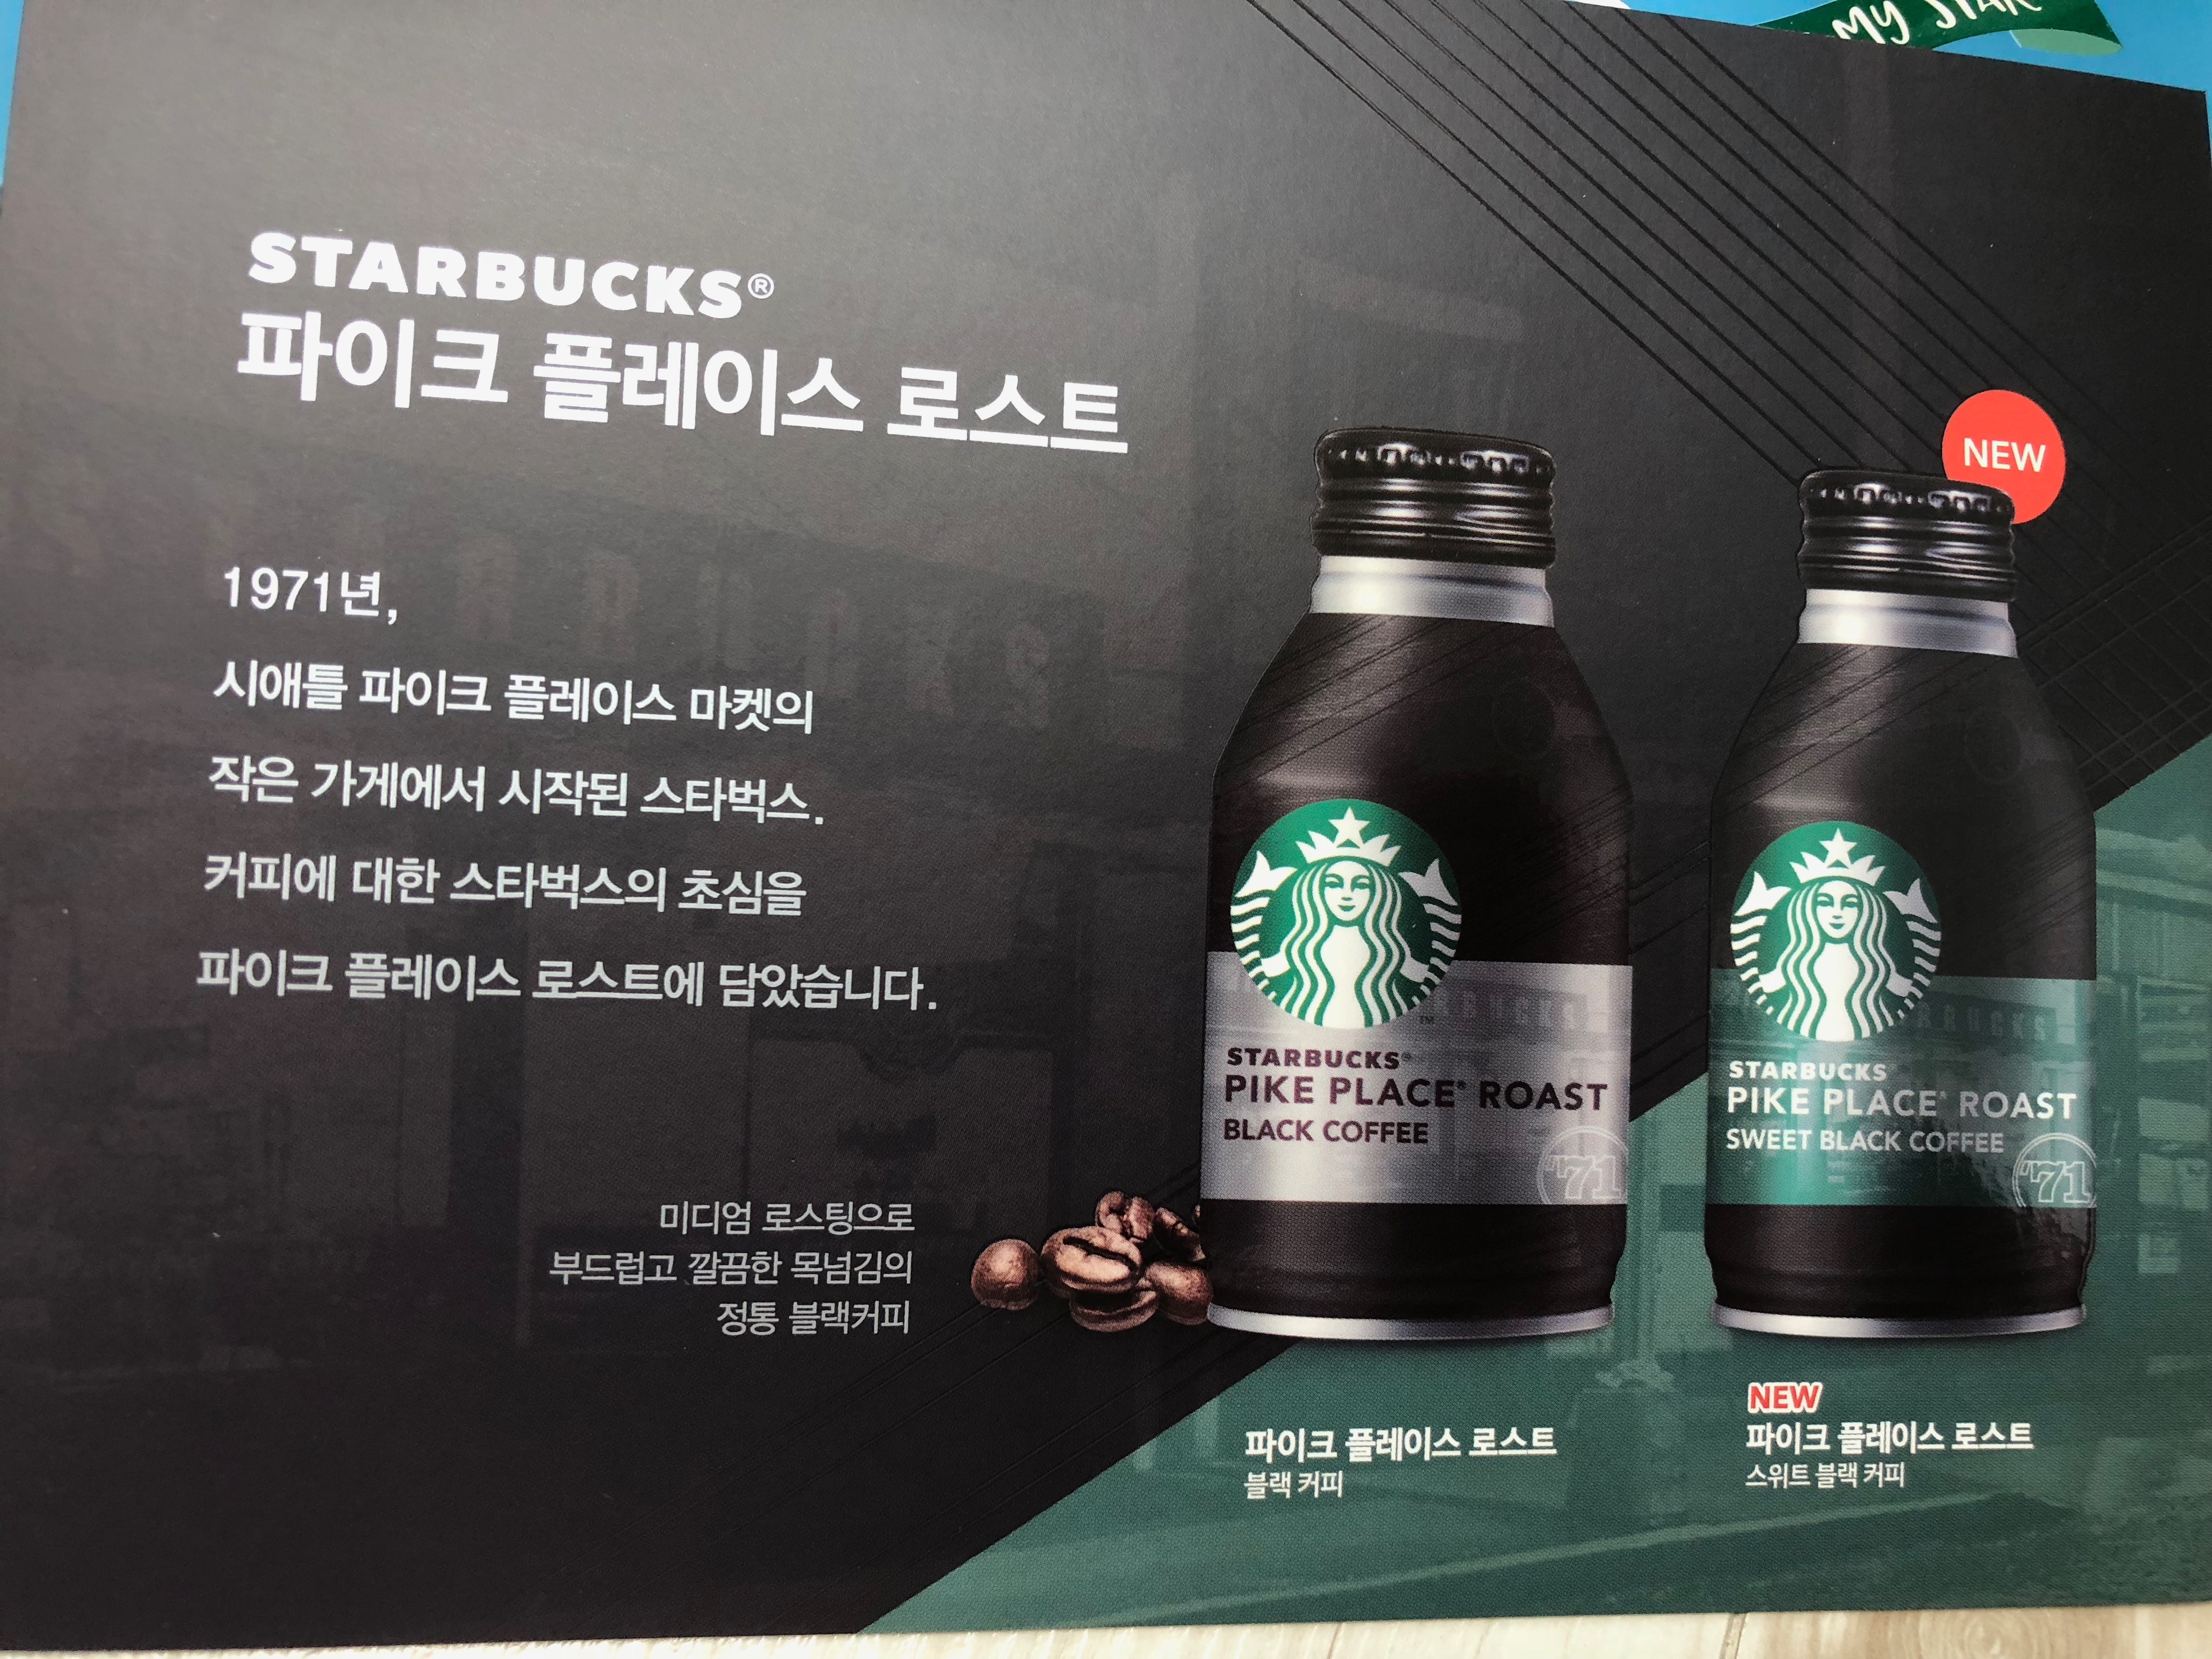 MY STAR
STARBUCKS®
파이크 플레이스 로스트
1971년,
시애틀 파이크 플레이스 마켓의
작은 가게에서 시작된 스타벅스.
커피에 대한 스타벅스의 초심을
파이크 플레이스 로스트에 담았습니다.
미디엄 로스팅으로
부드럽고 깔끔한 목넘김의
정통 블랙커피
NEW
STARBUCKS®
PIKE PLACE® ROAST
BLACK COFFEE
'71
STARBUCKS
PIKE PLACE® ROAST
SWEET BLACK COFFEE
'71
파이크 플레이스 로스트
블랙 커피
NEW
파이크 플레이스 로스트
스위트 블랙 커피